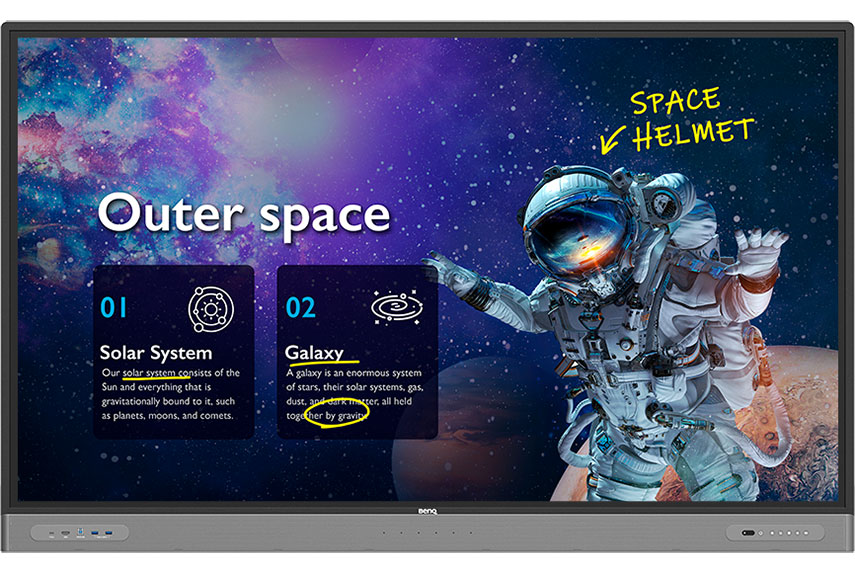 SPACE
HELMET
Outer space
01
Solar System
Our solar system consists of the
Sun and everything that is
gravitationally bound to it, such
as planets, moons, and comets.
02
Galaxy
A galaxy is an enormous system
of stars, their solar systems, gas,
dust, and dark matter, all held
together by gravity.
BenQ